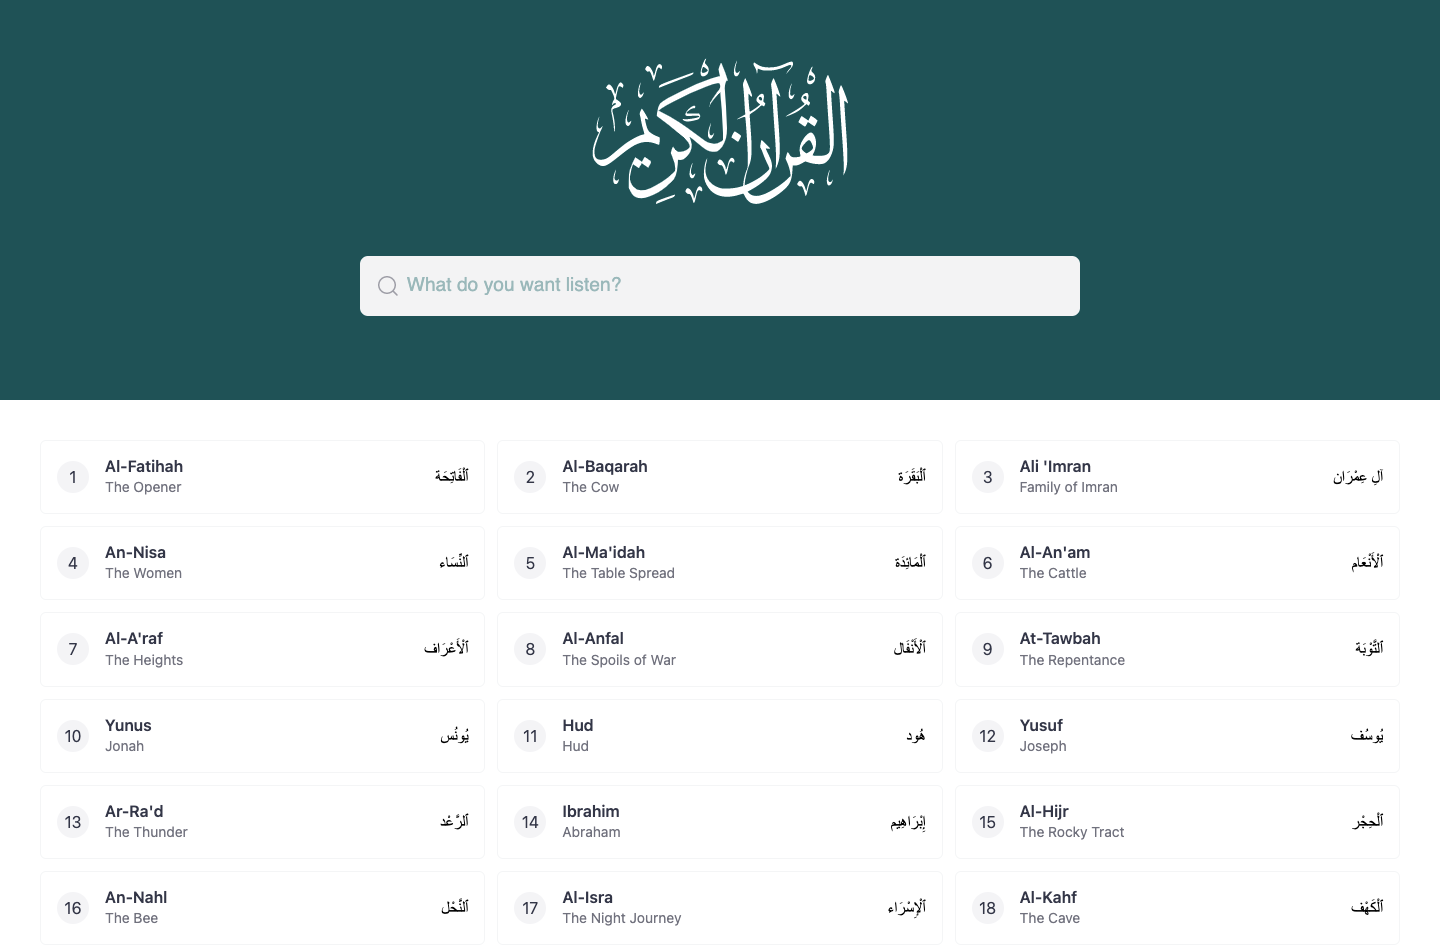 القُرآنُ الكَرِيم
What do you want listen?
1
Al-Fatihah
The Opener
ٱلْفَاتِحَة
2
Al-Baqarah
The Cow
ٱلْبَقَرَة
3
Ali 'Imran
Family of Imran
آلِ عِمْرَان
4
An-Nisa
The Women
ٱلنِّسَاء
5
Al-Ma'idah
The Table Spread
ٱلْمَائِدَة
6
Al-An'am
The Cattle
ٱلْأَنْعَام
7
Al-A'raf
The Heights
ٱلْأَعْرَاف
8
Al-Anfal
The Spoils of War
ٱلْأَنْفَال
9
At-Tawbah
The Repentance
ٱلتَّوْبَة
10
Yunus
Jonah
يُونُس
11
Hud
Hud
هُود
12
Yusuf
Joseph
يُوسُف
13
Ar-Ra'd
The Thunder
ٱلرَّعْد
14
Ibrahim
Abraham
إِبْرَاهِيم
15
Al-Hijr
The Rocky Tract
ٱلْحِجْر
16
An-Nahl
The Bee
ٱلنَّحْل
17
Al-Isra
The Night Journey
ٱلْإِسْرَاء
18
Al-Kahf
The Cave
ٱلْكَهْف